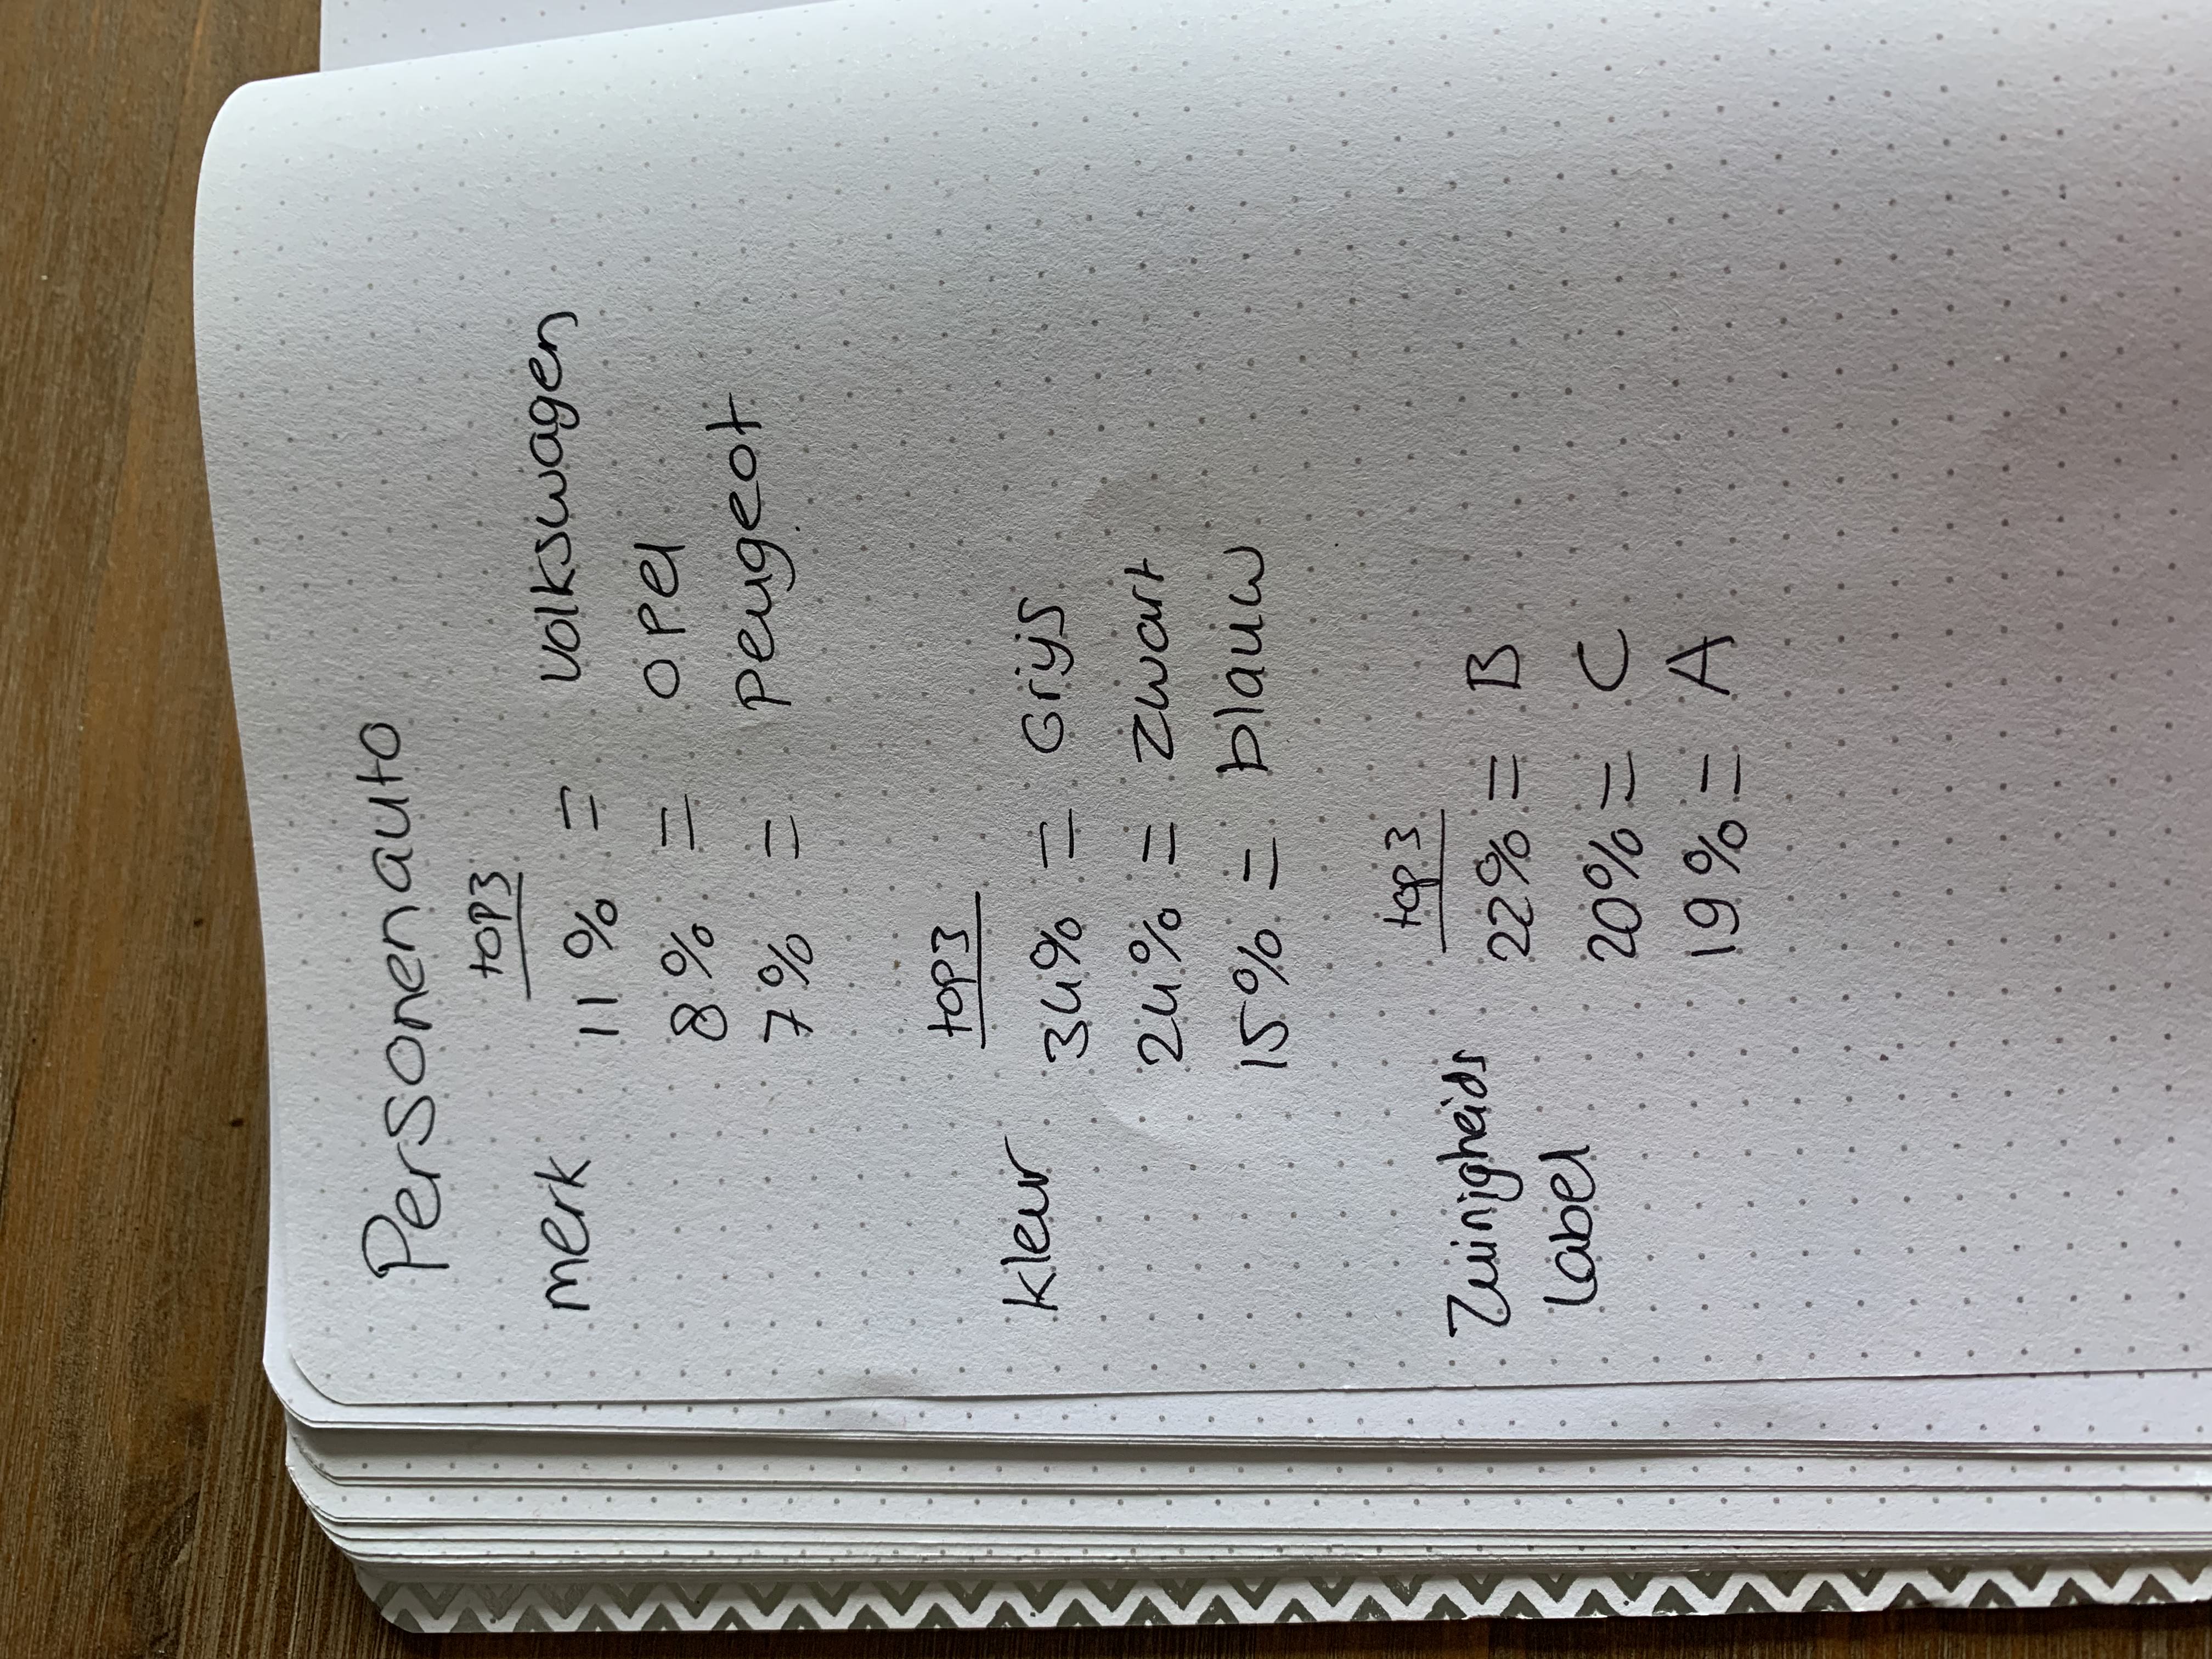 Personenauto
top3
merk 11% = Volkswagen
8% = opel
7% = peugeot
top3
kleur 34% = Grijs
24% = zwart
15% = blauw
top 3
Zuinigheids 22% = B
Label 20% = C
19% = A